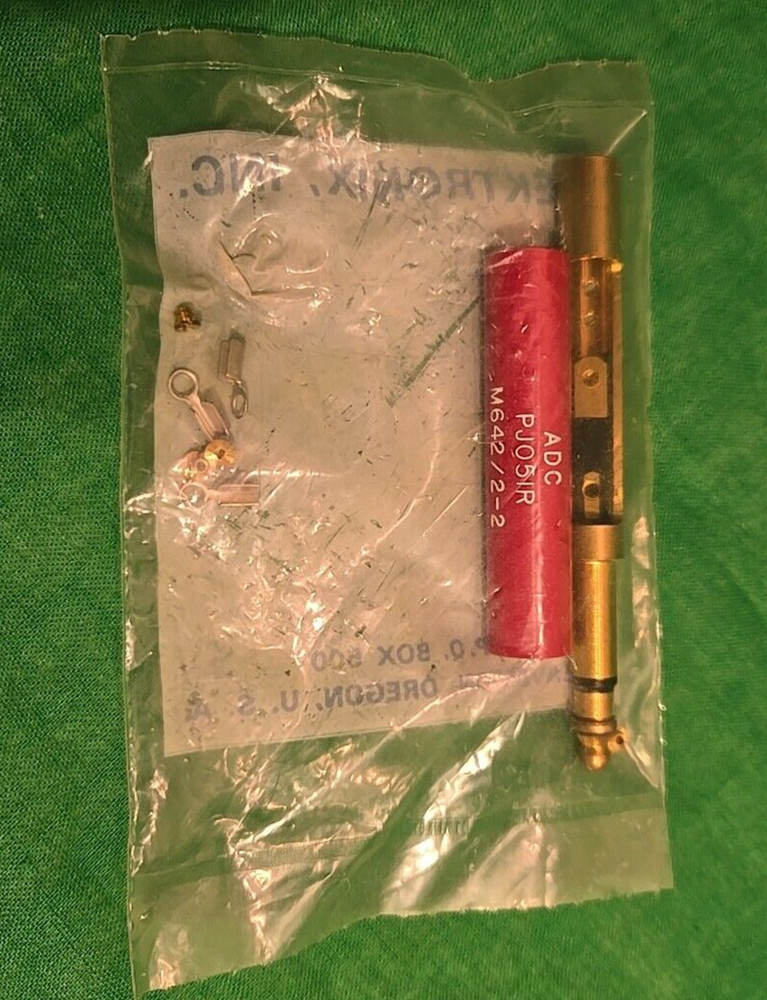 EKTRONIX, INC.
ADC
PJ051R
M642/2-2
P.O. BOX 500
OREGON, U. S. A